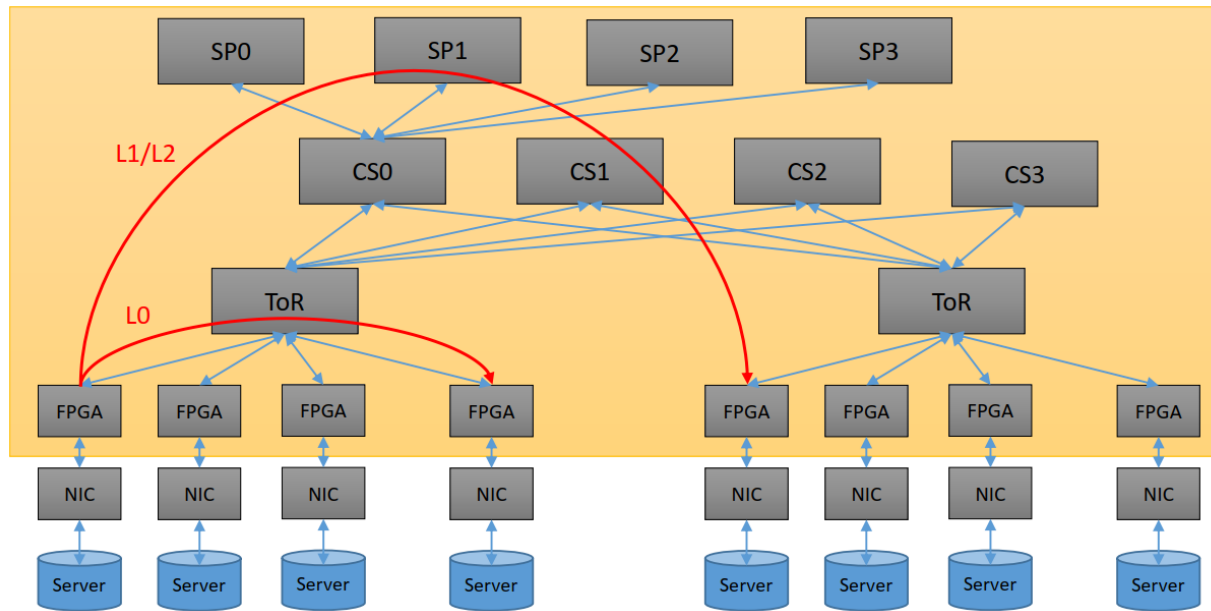 SP0
SP1
SP2
SP3
L1/L2
CS0
CS1
CS2
CS3
ToR
ToR
L0
FPGA
FPGA
FPGA
FPGA
FPGA
FPGA
FPGA
FPGA
NIC
NIC
NIC
NIC
NIC
NIC
NIC
NIC
Server
Server
Server
Server
Server
Server
Server
Server